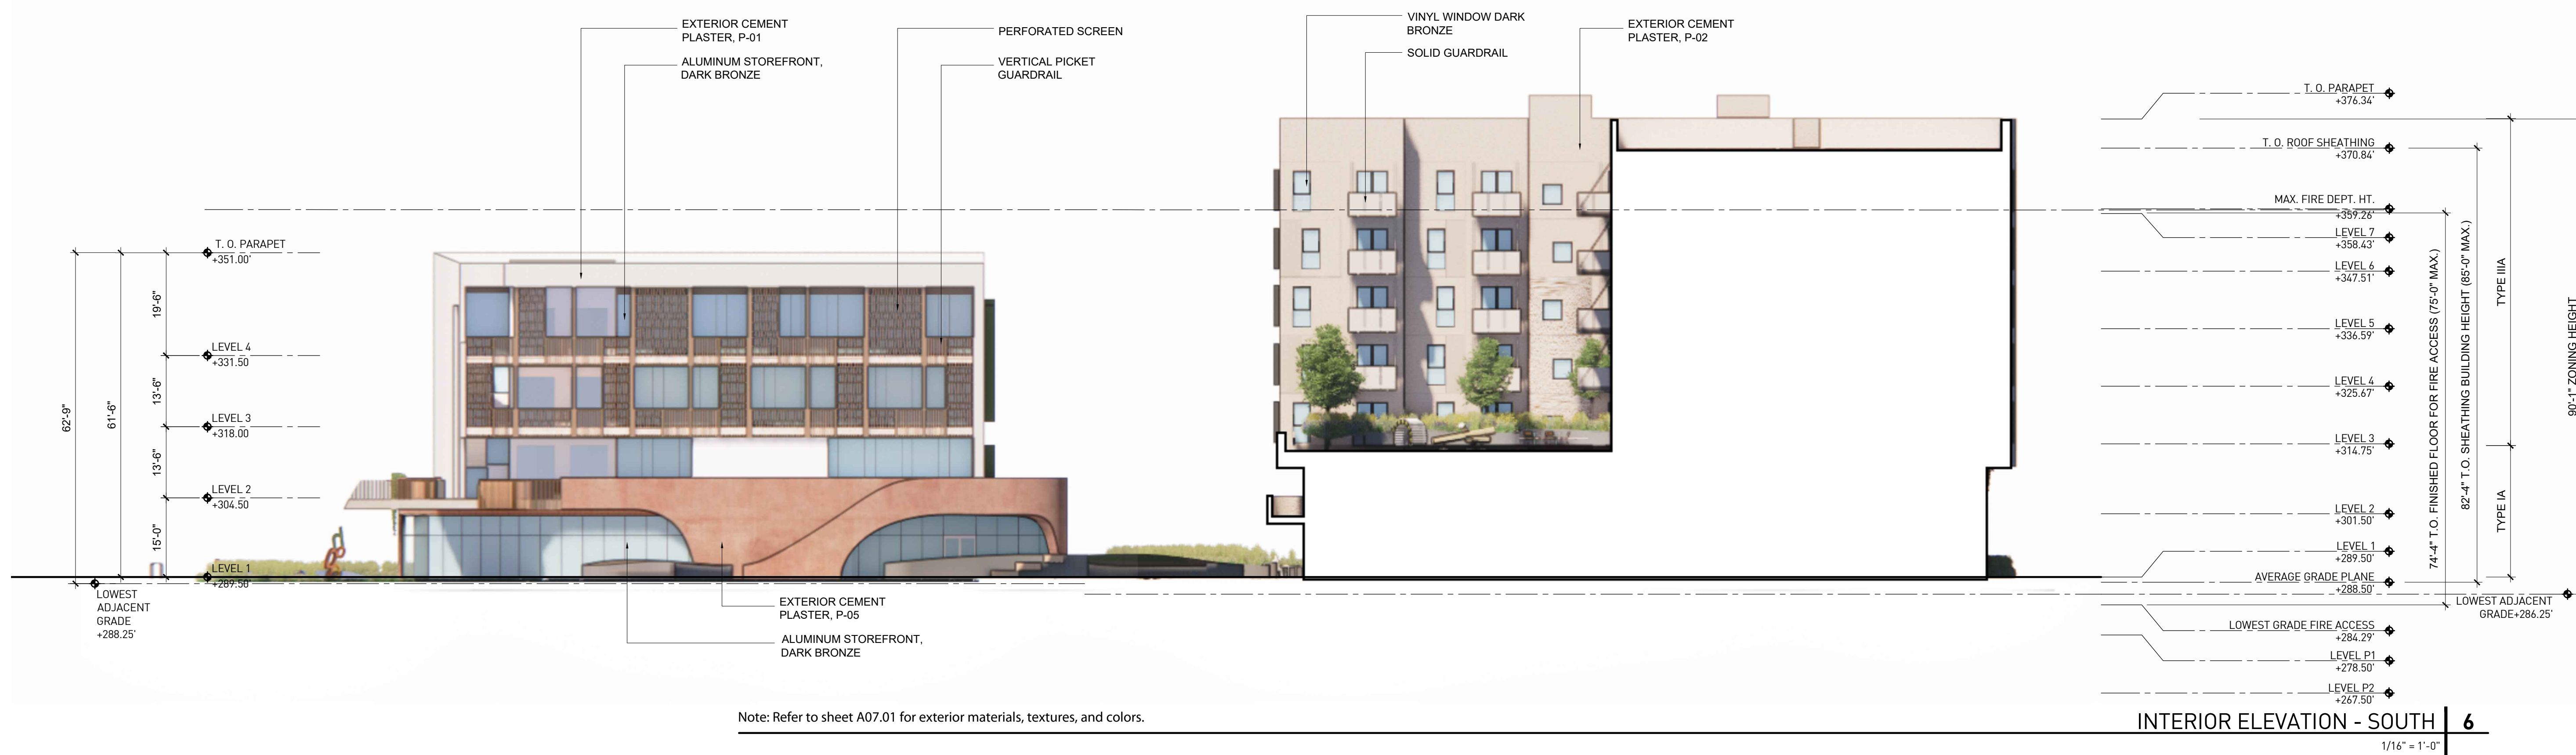 EXTERIOR CEMENT
PLASTER, P-01
ALUMINUM STOREFRONT,
DARK BRONZE
PERFORATED SCREEN
VERTICAL PICKET
GUARDRAIL
VINYL WINDOW DARK
BRONZE
SOLID GUARDRAIL
EXTERIOR CEMENT
PLASTER, P-02
T. O. PARAPET
+351.00'
LEVEL 4
+331.50
LEVEL 3
+318.00
LEVEL 2
+304.50
LEVEL 1
+289.50'
LOWEST
ADJACENT
GRADE
+288.25'
62'-9"
61'-6"
19'-6"
13'-6"
13'-6"
15'-0"
EXTERIOR CEMENT
PLASTER, P-05
ALUMINUM STOREFRONT,
DARK BRONZE
T. O. PARAPET
+376.34'
T. O. ROOF SHEATHING
+370.84'
MAX. FIRE DEPT. HT.
+359.26'
LEVEL 7
+358.43'
LEVEL 6
+347.51'
LEVEL 5
+336.59'
LEVEL 4
+325.67'
LEVEL 3
+314.75'
LEVEL 2
+301.50'
LEVEL 1
+289.50'
AVERAGE GRADE PLANE
+288.50'
LOWEST GRADE FIRE ACCESS
+284.29'
LEVEL P1
+278.50'
LEVEL P2
+267.50'
74'-4" T.O. FINISHED FLOOR FOR FIRE ACCESS (75'-0" MAX.)
82'-4" T.O. SHEATHING BUILDING HEIGHT (85'-0" MAX.)
TYPE IIIA
TYPE IA
90'-1" ZONING HEIGHT
LOWEST ADJACENT
GRADE+286.25'
Note: Refer to sheet A07.01 for exterior materials, textures, and colors.
INTERIOR ELEVATION - SOUTH 6
1/16" = 1'-0"